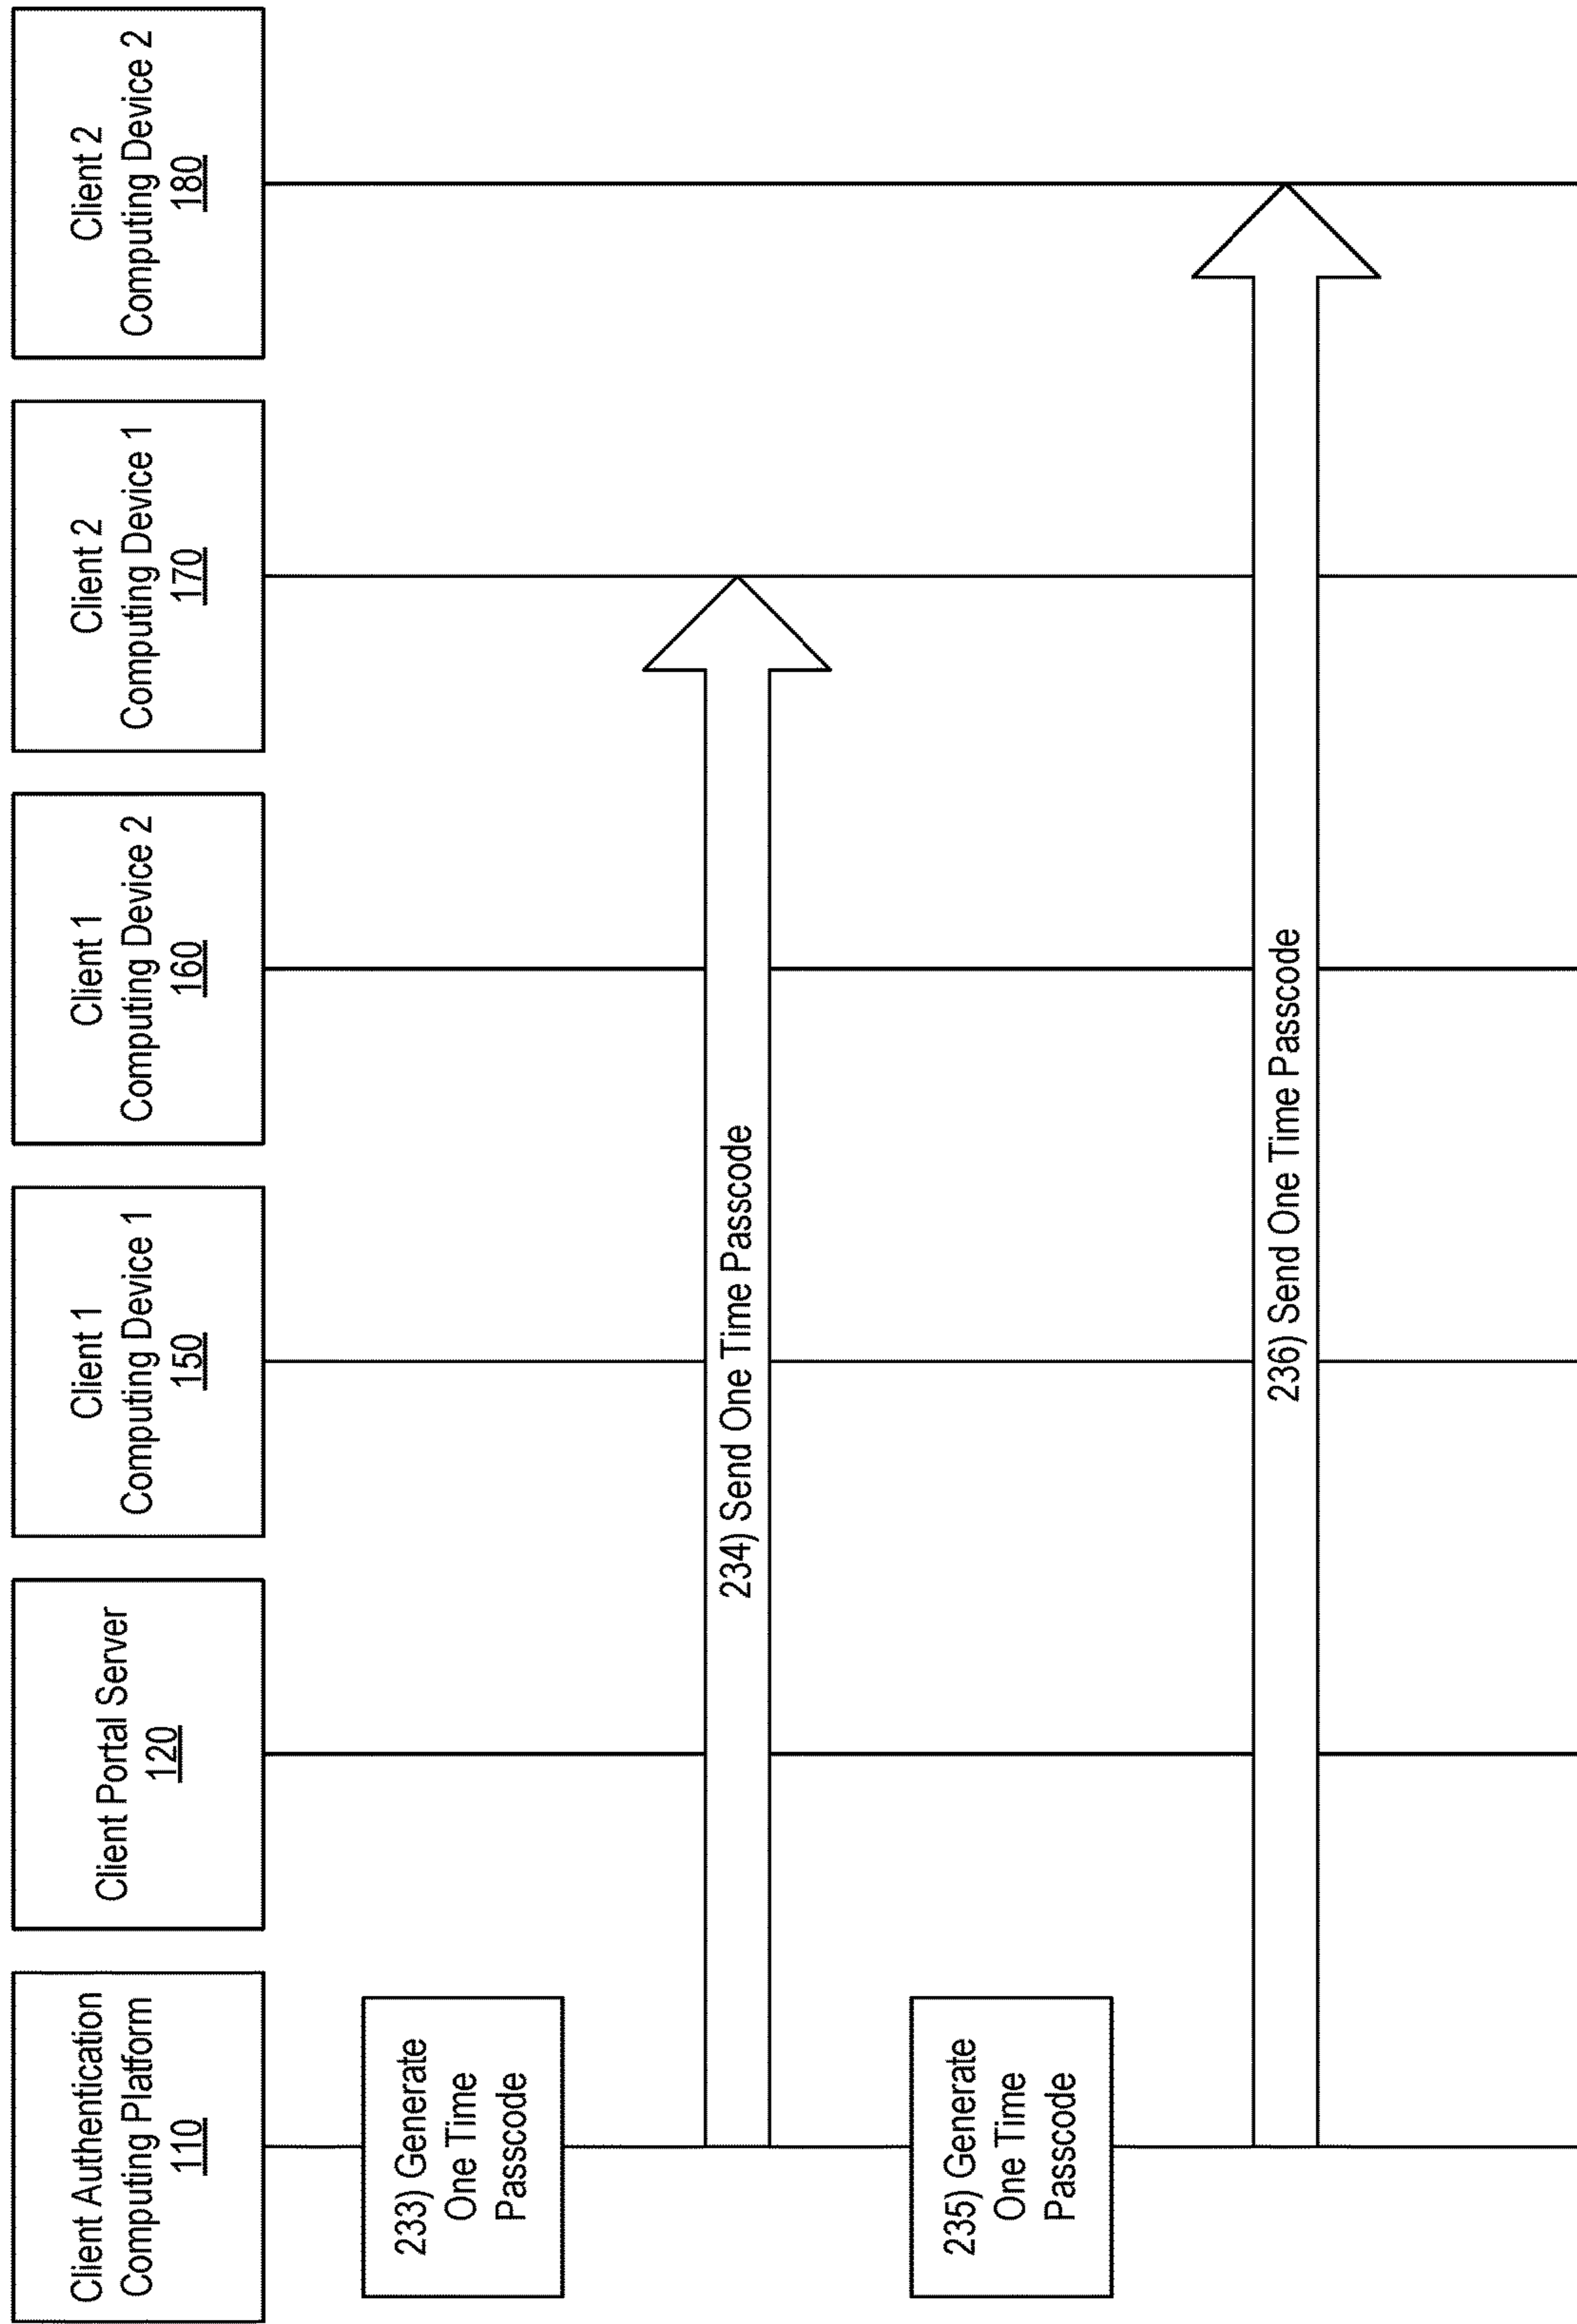 Client Authentication
Computing Platform
110
Client Portal Server
120
Client 1
Computing Device 1
150
Client 1
Computing Device 2
160
Client 2
Computing Device 1
170
Client 2
Computing Device 2
180
233) Generate
One Time
Passcode
234) Send One Time Passcode
235) Generate
One Time
Passcode
236) Send One Time Passcode